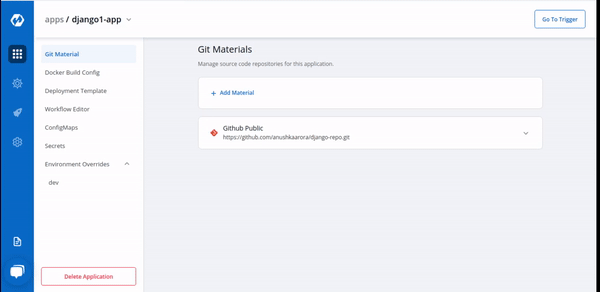 apps / django1-app
Go To Trigger
Git Material
Docker Build Config
Deployment Template
Workflow Editor
ConfigMaps
Secrets
Environment Overrides
dev
Delete Application
Git Materials
Manage source code repositories for this application.
+ Add Material
Github Public
https://github.com/anushkaarora/django-repo.git